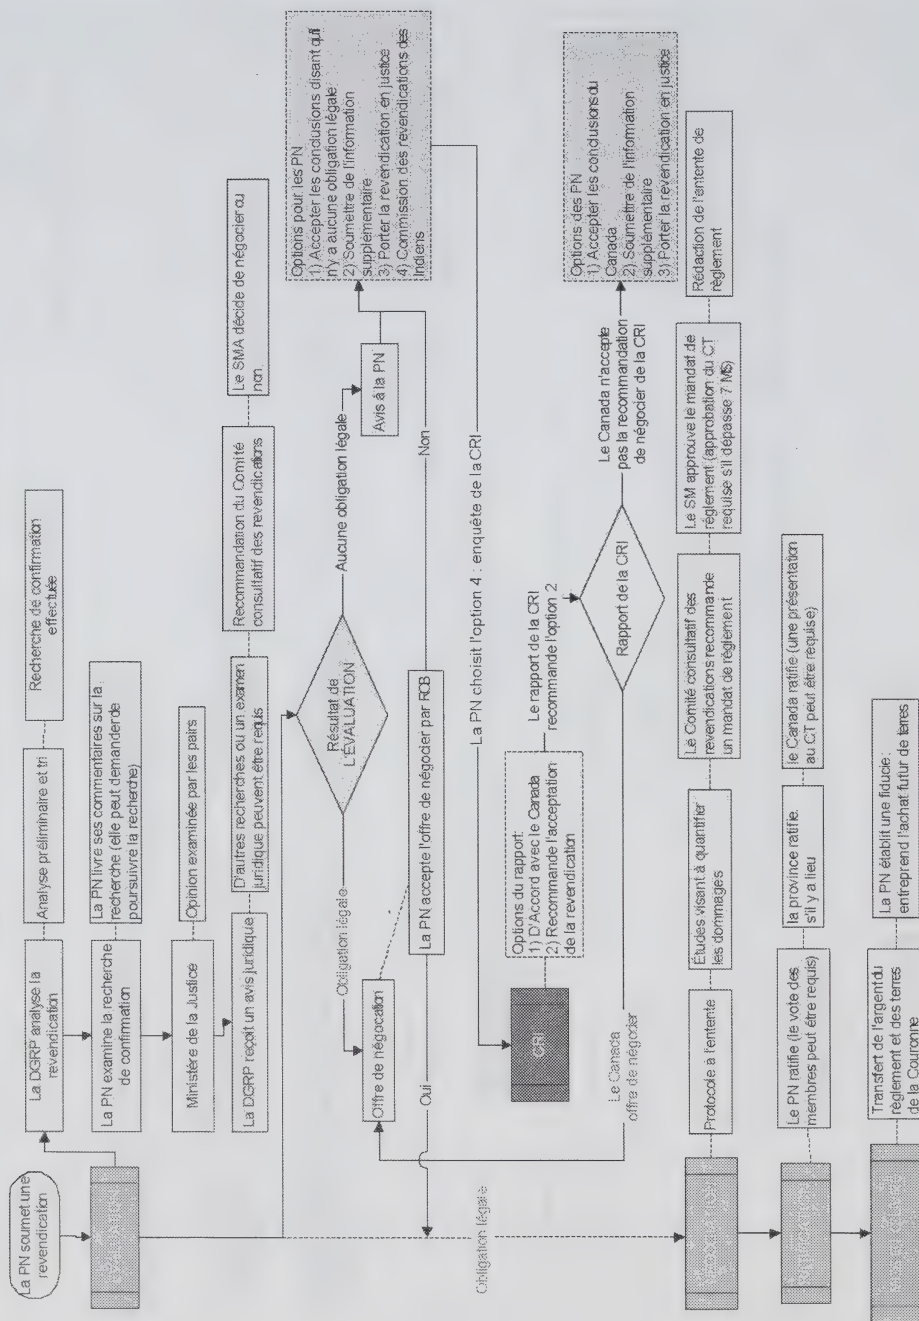 La PN soumet une
revendication
La DGRP analyse la
revendication
Analyse préliminaire et tri
Recherche de confirmation
effectuée
La PN examine la recherche
de confirmation
La PN livre ses commentaires sur la
recherche (elle peut demander de
poursuivre la recherche)
Ministère de la Justice
Opinion examinée par les pairs
La DGRP reçoit un avis juridique
D'autres recherches ou un examen
juridique peuvent être requis
Recommandation du Comité
consultatif des revendications
Le SMA décide de négocier ou
non.
Résultat de
L'ÉVALUATION
Obligation légale
Aucune obligation légale
Avis à la PN
Options pour les PN
1) Accepter les conclusions disant qu'il
n'y a aucune obligation légale
2) Soumettre de l'information
supplémentaire
3) Porter la revendication en justice
4) Commission des revendications des
Indiens
Offre de négociation
La PN accepte l'offre de négocier par RCB
Oui
Non
La PN choisit l'option 4 : enquête de la CRI
CRI
Options du rapport:
1) D'Accord avec le Canada
2) Recommande l'acceptation
de la revendication
Le rapport de la CRI
recommande l'option 2
Rapport de la CRI
Le Canada
offre de négocier
Le Canada n'accepte
pas la recommandation
de négocier de la CRI
Options des PN
1) Accepter les conclusions du
Canada
2) Soumettre de l'information
supplémentaire
3) Porter la revendication en justice
Obligation légale
Protocole à l'entente
Études visant à quantifier
les dommages
Le Comité consultatif des
revendications recommande
un mandat de règlement
Le SM approuve le mandat de
règlement (approbation du CT
requise s'il dépasse 7 M$)
Rédaction de l'entente de
règlement
Le PN ratifie (le vote des
membres peut être requis)
la province ratifie.
s'il y a lieu
le Canada ratifie (une présentation
au CT peut être requise)
Transfert de l'argent du
règlement et des terres
de la Couronne
La PN établit une fiducie:
entreprend l'achat futur de terres